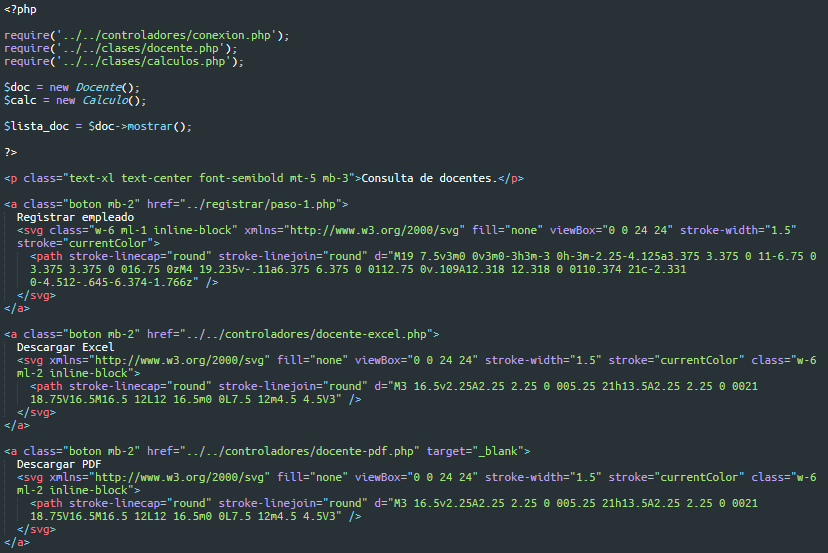 <?php
require('../../controladores/conexion.php');
require('../../clases/docente.php');
require('../../clases/calculos.php');
$doc = new Docente();
$calc = new Calculo();
$lista_doc = $doc->mostrar();
?>
<p class="text-xl text-center font-semibold mt-5 mb-3">Consulta de docentes.</p>
<a class="boton mb-2" href="../registrar/paso-1.php">
Registrar empleado
<svg class="w-6 ml-1 inline-block" xmlns="http://www.w3.org/2000/svg" fill="none" viewBox="0 0 24 24" stroke-width="1.5"
stroke="currentColor">
<path stroke-linecap="round" stroke-linejoin="round" d="M19 7.5v3m0 0v3m0-3h3m-3 0h-3m-2.25-4.125a3.375 3.375 0 11-6.75 0
3.375 3.375 0 016.75 0zM4 19.235v-.11a6.375 6.375 0 0112.75 0v.109A12.318 12.318 0 0110.374 21c-2.331
0-4.512-.645-6.374-1.766z" />
</svg>
</a>
<a class="boton mb-2" href="../../controladores/docente-excel.php">
Descargar Excel
<svg xmlns="http://www.w3.org/2000/svg" fill="none" viewBox="0 0 24 24" stroke-width="1.5" stroke="currentColor" class="w-6
ml-2 inline-block">
<path stroke-linecap="round" stroke-linejoin="round" d="M3 16.5v2.25A2.25 2.25 0 005.25 21h13.5A2.25 2.25 0 0021
18.75V16.5M16.5 12L12 16.5m0 0L7.5 12m4.5 4.5V3" />
</svg>
</a>
<a class="boton mb-2" href="../../controladores/docente-pdf.php" target="_blank">
Descargar PDF
<svg xmlns="http://www.w3.org/2000/svg" fill="none" viewBox="0 0 24 24" stroke-width="1.5" stroke="currentColor" class="w-6
ml-2 inline-block">
<path stroke-linecap="round" stroke-linejoin="round" d="M3 16.5v2.25A2.25 2.25 0 005.25 21h13.5A2.25 2.25 0 0021
18.75V16.5M16.5 12L12 16.5m0 0L7.5 12m4.5 4.5V3" />
</svg>
</a>